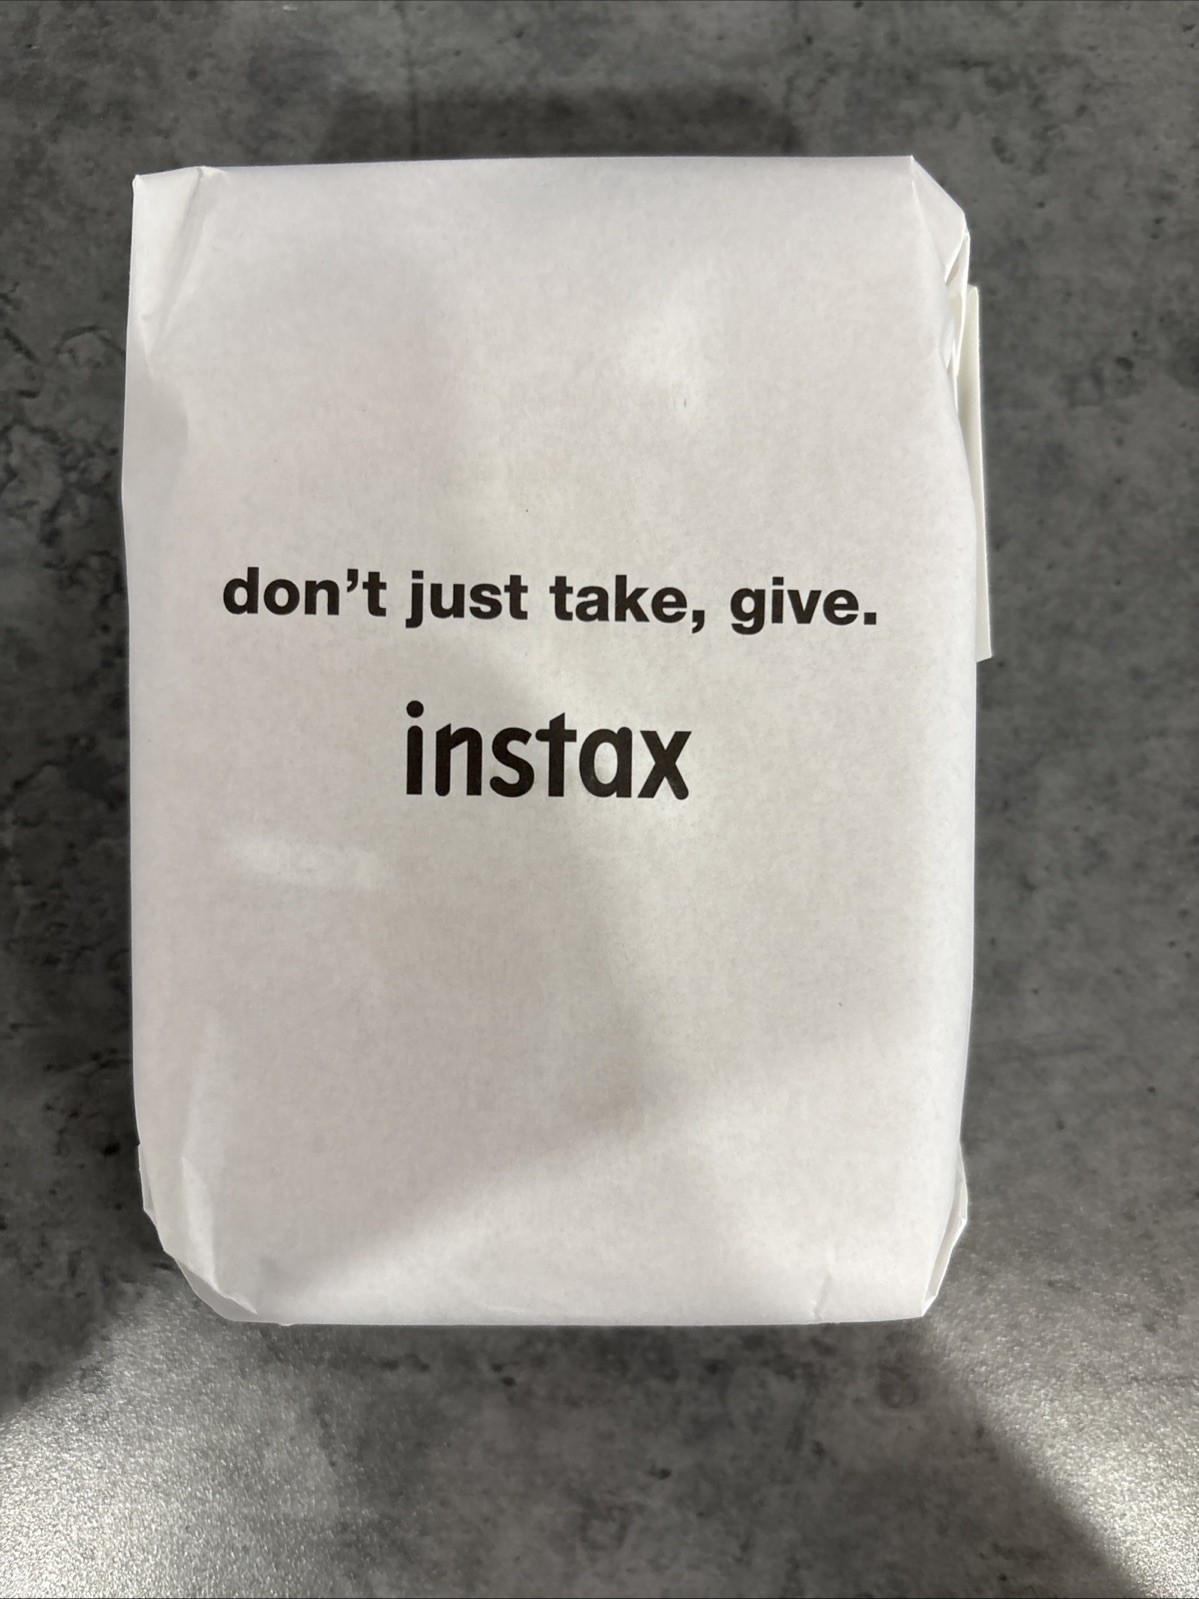 don’t just take, give.
instax